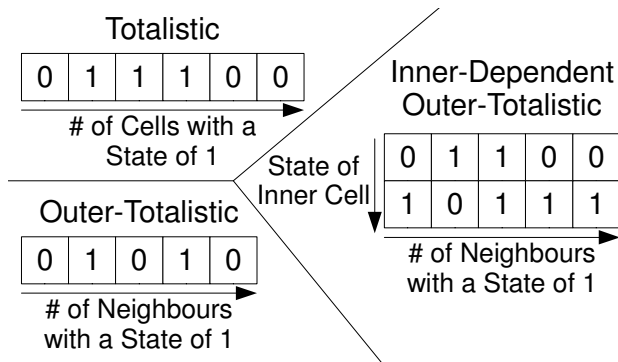 Totalistic
0 1 1 1 0 0
# of Cells with a
State of 1
Outer-Totalistic
0 1 0 1 0
# of Neighbours
with a State of 1
Inner-Dependent
Outer-Totalistic
State of
Inner Cell
0 1 1 0 0
1 0 1 1 1
# of Neighbours
with a State of 1